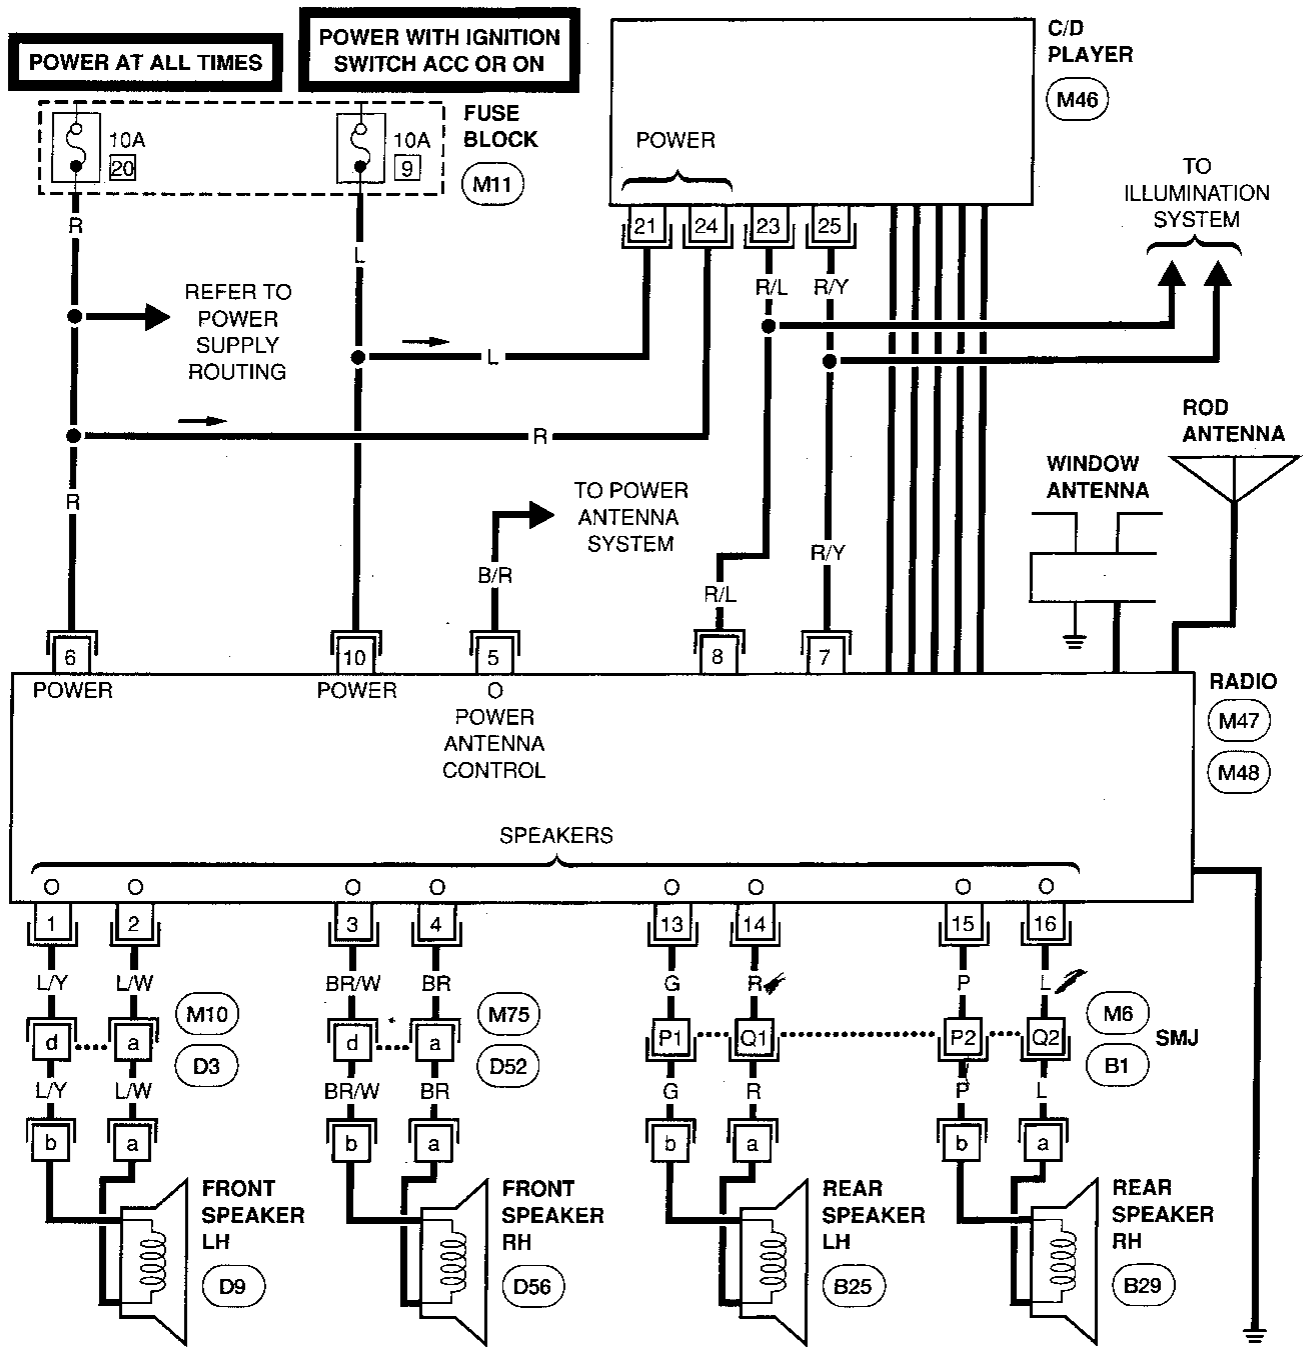 POWER AT ALL TIMES
POWER WITH IGNITION
SWITCH ACC OR ON
C/D
PLAYER
M46
FUSE
BLOCK
M11
10A
20
10A
9
POWER
21
24
23
25
TO
ILLUMINATION
SYSTEM
R
L
R/L
R/Y
REFER TO
POWER
SUPPLY
ROUTING
L
R
R
ROD
ANTENNA
WINDOW
ANTENNA
TO POWER
ANTENNA
SYSTEM
B/R
R/L
R/Y
6
10
5
8
7
POWER
POWER
O
POWER
ANTENNA
CONTROL
RADIO
M47
M48
SPEAKERS
O O O O O O O O
1 2 3 4 13 14 15 16
L/Y L/W BR/W BR G R P L
M10
M75
M6
d a d a P1 Q1 P2 Q2
SMJ
D3
D52
B1
L/Y L/W BR/W BR G R P L
b a b a b a b a
FRONT
SPEAKER
LH
D9
FRONT
SPEAKER
RH
D56
REAR
SPEAKER
LH
B25
REAR
SPEAKER
RH
B29